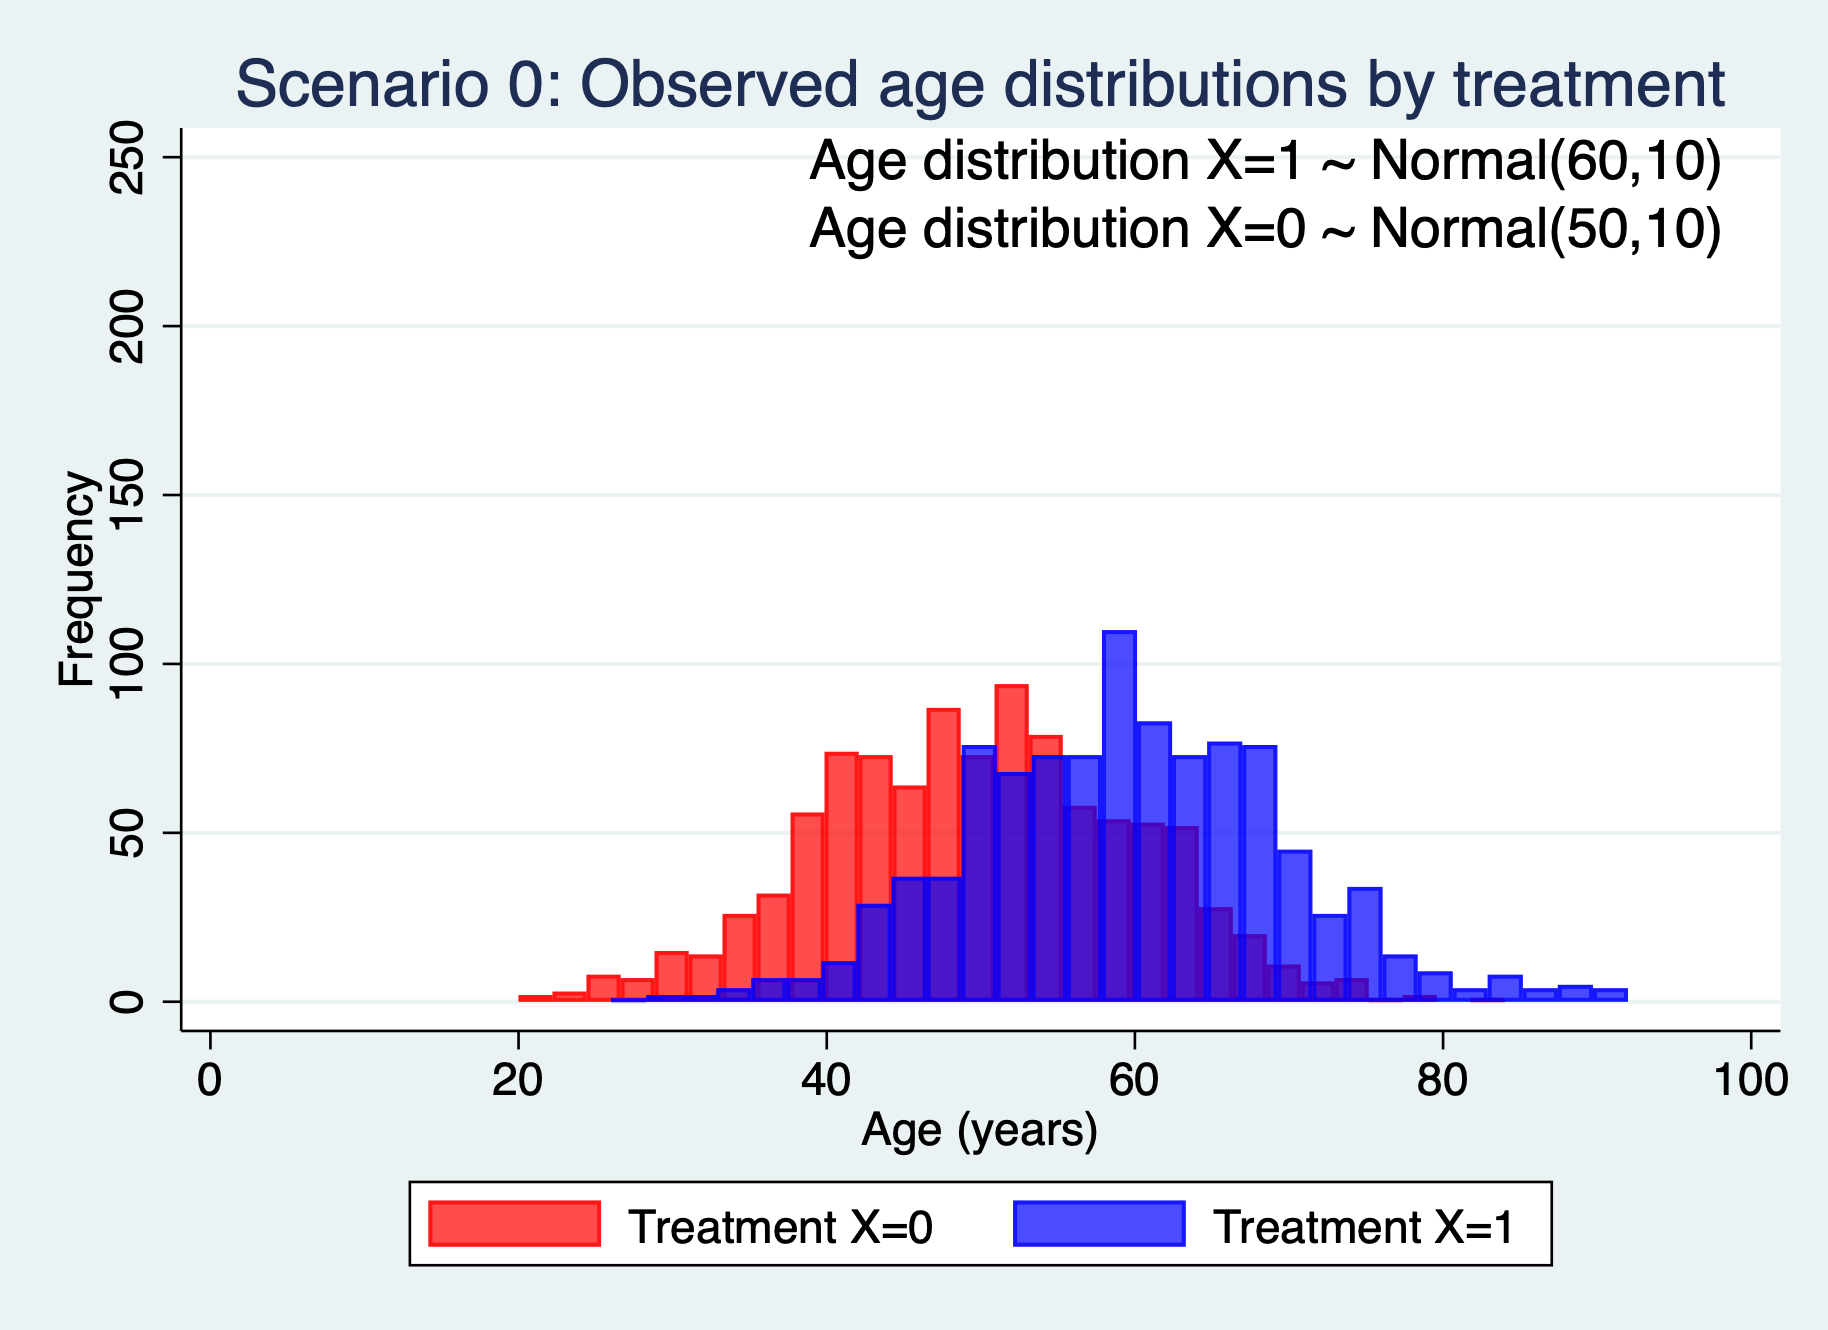 Scenario 0: Observed age distributions by treatment
Age distribution X=1 ~ Normal(60,10)
Age distribution X=0 ~ Normal(50,10)
Frequency
250
200
150
100
50
0
0 20 40 60 80 100
Age (years)
Treatment X=0 Treatment X=1